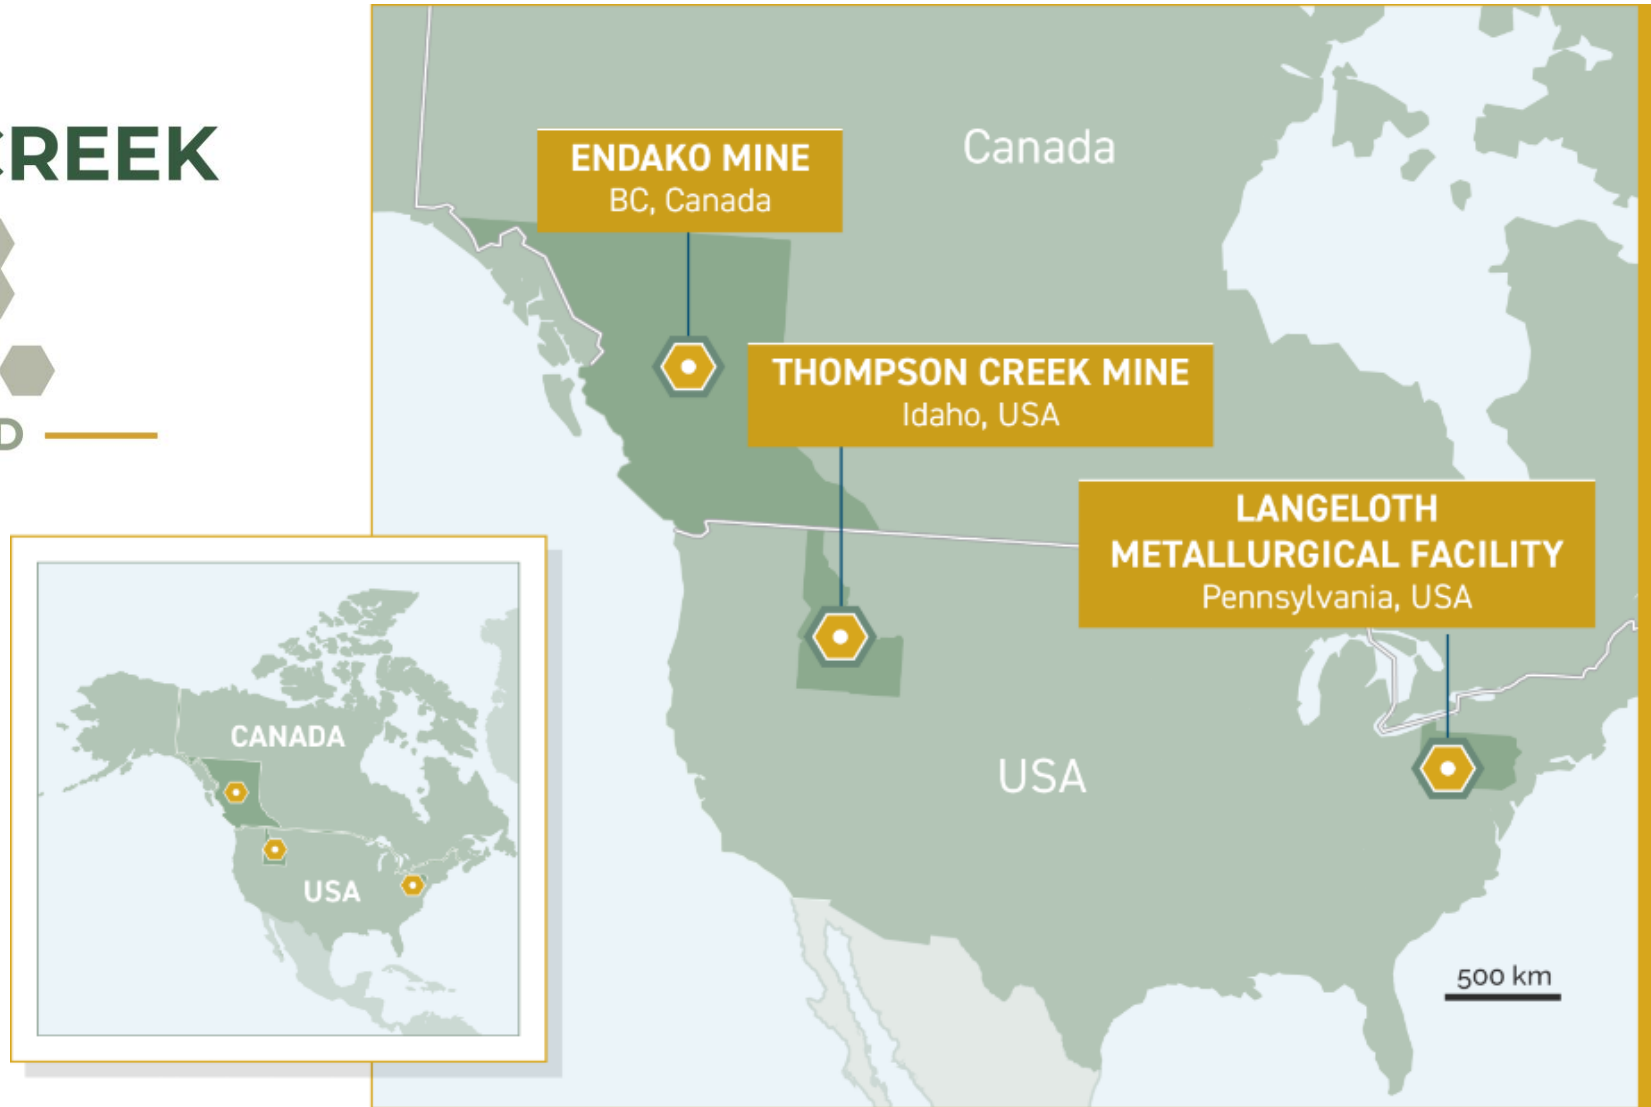 CREEK
D
ENDAKO MINE
BC, Canada
Canada
THOMPSON CREEK MINE
Idaho, USA
LANGELOTH
METALLURGICAL FACILITY
Pennsylvania, USA
USA
500 km
CANADA
USA